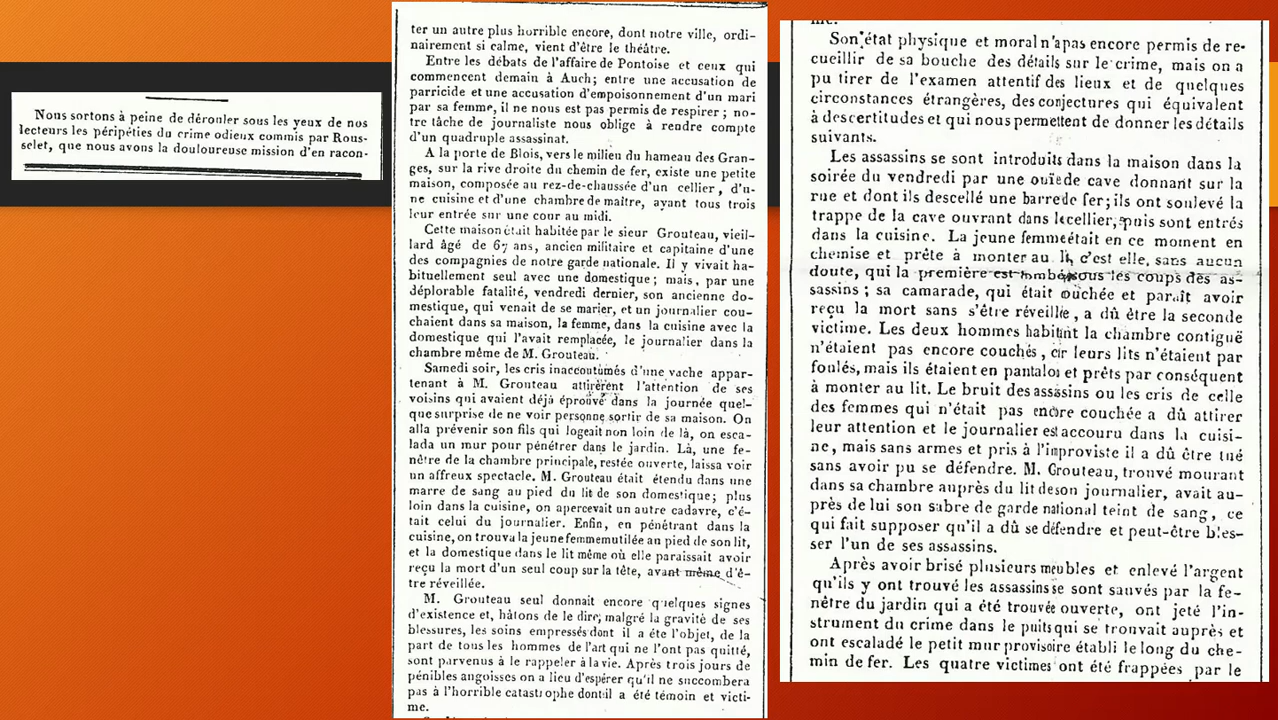 Nous sortons à peine de dérouler sous les yeux de nos
lecteurs les péripéties du crime odieux commis par Rous-
selet, que nous avons la douloureuse mission d'en racon-
ter un autre plus horrible encore, dont notre ville, ordi-
nairement si calme, vient d'être le théâtre.
Entre les débats de l'affaire de Pontoise et ceux qui
commencent demain à Auch; entre une accusation de
parricide et une accusation d'empoisonnement d'un mari
par sa femme, il ne nous est pas permis de respirer; no-
tre tâche de journaliste nous oblige à rendre compte
d'un quadruple assassinat.
A la porte de Blois, vers le milieu du hameau des Gran-
ges, sur la rive droite du chemin de fer, existe une petite
maison, composée au rez-de-chaussée d'un cellier, d'u-
ne cuisine et d'une chambre de maître, ayant tous trois
leur entrée sur une cour au midi.
Cette maison était habitée par le sieur Grouteau, vieil-
lard âgé de 67 ans, ancien militaire et capitaine d'une
des compagnies de notre garde nationale. Il y vivait ha-
bituellement seul avec une domestique; mais, par une
déplorable fatalité, vendredi dernier, son ancienne do-
mestique, qui venait de se marier, et un journalier cou-
chaient dans sa maison, la femme, dans la cuisine avec la
domestique qui l'avait remplacée, le journalier dans la
chambre même de M. Grouteau.
Samedi soir, les cris inaccoutumés d'une vache appar-
tenant à M. Grouteau attirèrent l'attention de ses
voisins qui avaient déjà éprouvé dans la journée quel-
que surprise de ne voir personne sortir de sa maison. On
alla prévenir son fils qui logeait non loin de là, on esca-
lada un mur pour pénétrer dans le jardin. Là, une fe-
nêtre de la chambre principale, restée ouverte, laissa voir
un affreux spectacle. M. Grouteau était étendu dans une
marre de sang au pied du lit de son domestique; plus
loin dans la cuisine, on apercevait un autre cadavre, c'é-
tait celui du journalier. Enfin, en pénétrant dans la
cuisine, on trouva la jeune femme mutilée au pied de son lit,
et la domestique dans le lit même où elle paraissait avoir
reçu la mort d'un seul coup sur la tête, avant même d'ê-
tre réveillée.
M. Grouteau seul donnait encore quelques signes
d'existence et, hâtons de le dire, malgré la gravité de ses
blessures, les soins empressés dont il a été l'objet, de la
part de tous les hommes de l'art qui ne l'ont pas quitté,
sont parvenus à le rappeler à la vie. Après trois jours de
pénibles angoisses on a lieu d'espérer qu'il ne succombera
pas à l'horrible catastrophe dont il a été témoin et victi-
me.
Son état physique et moral n'a pas encore permis de re-
cueillir de sa bouche des détails sur le crime, mais on a
pu tirer de l'examen attentif des lieux et de quelques
circonstances étrangères, des conjectures qui équivalent
à des certitudes et qui nous permettent de donner les détails
suivants.
Les assassins se sont introduits dans la maison dans la
soirée du vendredi par une ouïe de cave donnant sur la
rue et dont ils descellé une barre de fer; ils ont soulevé la
trappe de la cave ouvrant dans le cellier, puis sont entrés
dans la cuisine. La jeune femme était en ce moment en
chemise et prête à monter au lit, c'est elle, sans aucun
doute, qui la première est tombée sous les coups des as-
sassins; sa camarade, qui était couchée et paraît avoir
reçu la mort sans s'être réveillée, a dû être la seconde
victime. Les deux hommes habitant la chambre contiguë
n'étaient pas encore couchés, car leurs lits n'étaient par
foulés, mais ils étaient en pantalon et prêts par conséquent
à monter au lit. Le bruit des assassins ou les cris de celle
des femmes qui n'était pas encore couchée a dû attirer
leur attention et le journalier est accouru dans la cuisi-
ne, mais sans armes et pris à l'improviste il a dû être tué
sans avoir pu se défendre. M. Grouteau, trouvé mourant
dans sa chambre auprès du lit de son journalier, avait au-
près de lui son sabre de garde national teint de sang, ce
qui fait supposer qu'il a dû se défendre et peut-être bles-
ser l'un de ses assassins.
Après avoir brisé plusieurs meubles et enlevé l'argent
qu'ils y ont trouvé les assassins se sont sauvés par la fe-
nêtre du jardin qui a été trouvée ouverte, ont jeté l'in-
strument du crime dans le puits qui se trouvait auprès et
ont escaladé le petit mur provisoire établi le long du che-
min de fer. Les quatre victimes ont été frappées par le